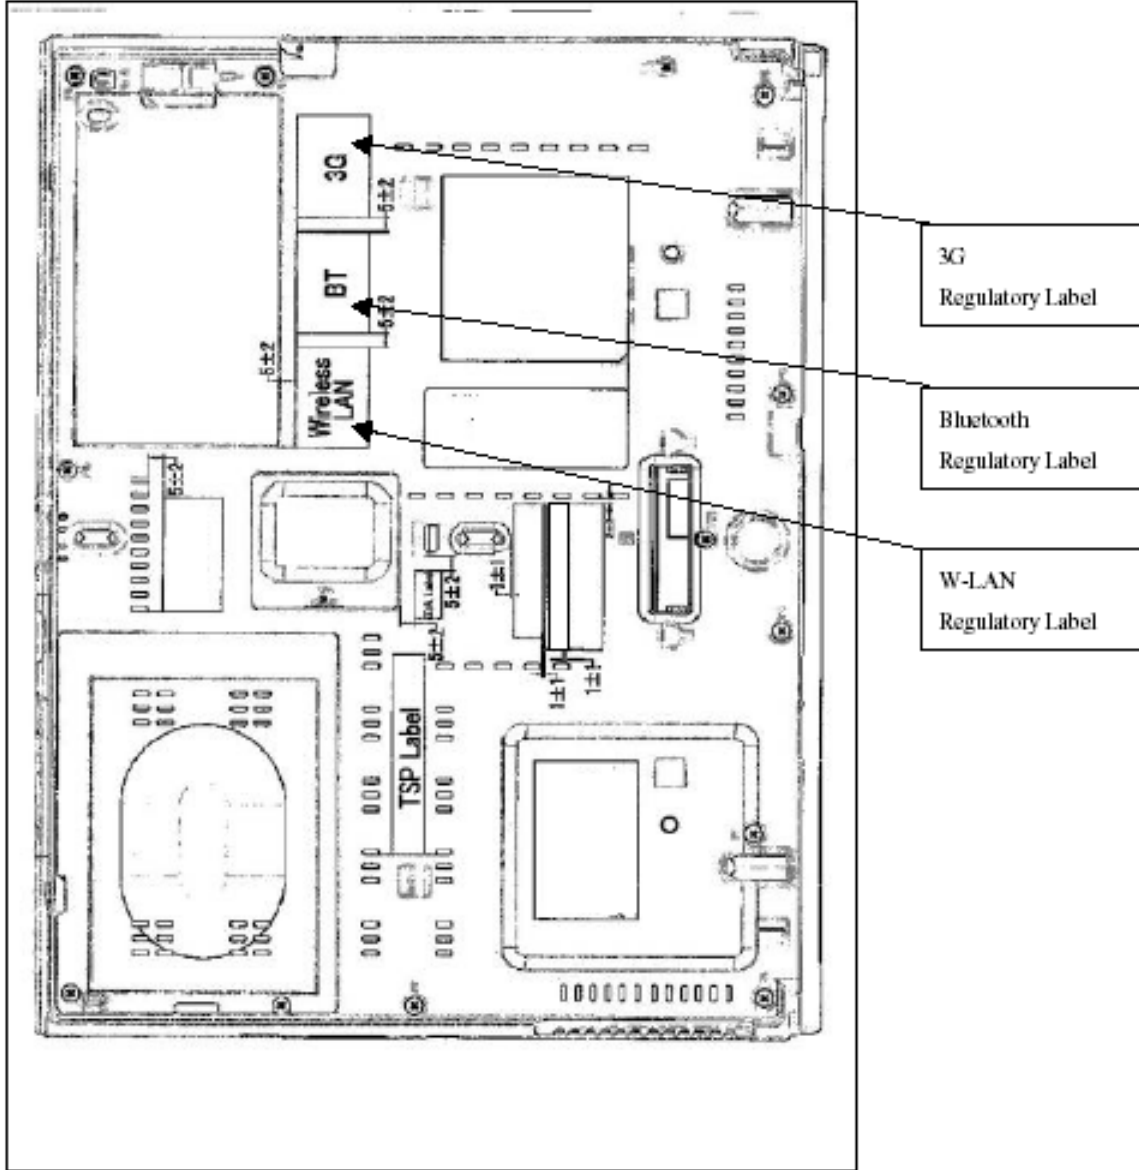 3G
5±2
BT
5±2
5±2
Wireless
LAN
5±2
5±2
5±2
1±1
1±1
1±1
TSP Label
3G
Regulatory Label
Bluetooth
Regulatory Label
W-LAN
Regulatory Label